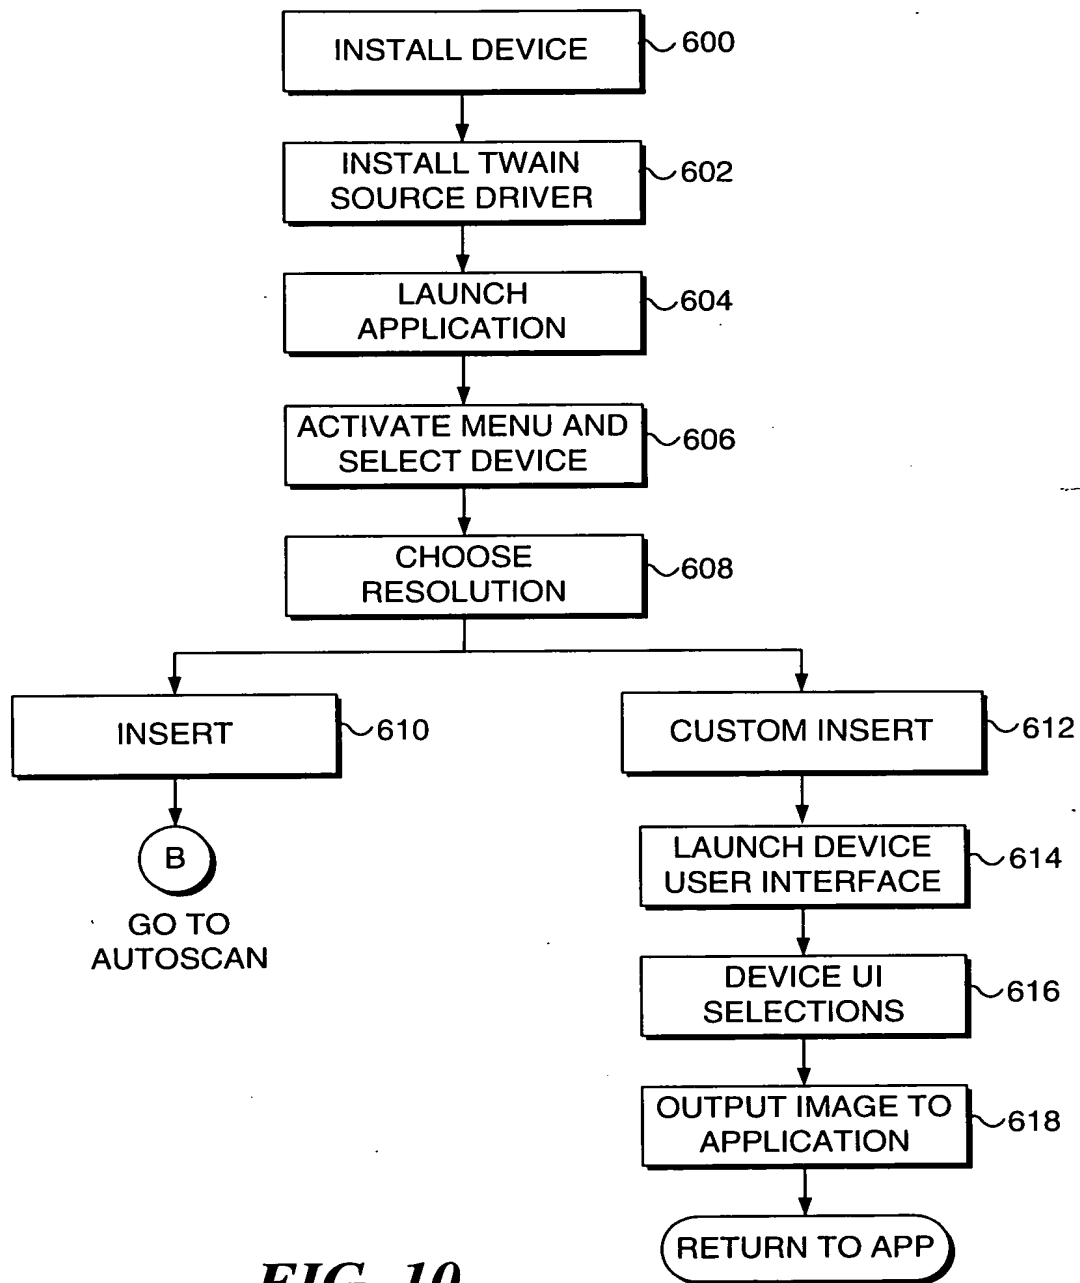 INSTALL DEVICE
600
INSTALL TWAIN
SOURCE DRIVER
602
LAUNCH
APPLICATION
604
ACTIVATE MENU AND
SELECT DEVICE
606
CHOOSE
RESOLUTION
608
INSERT
610
B
GO TO
AUTOSCAN
CUSTOM INSERT
612
LAUNCH DEVICE
USER INTERFACE
614
DEVICE UI
SELECTIONS
616
OUTPUT IMAGE TO
APPLICATION
618
RETURN TO APP
FIG. 10